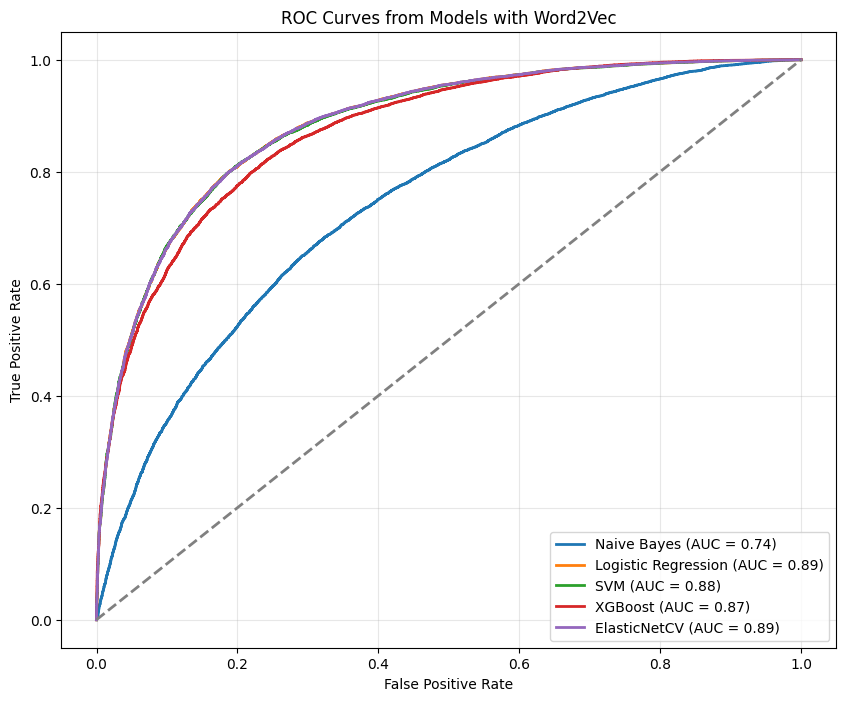 ROC Curves from Models with Word2Vec
1.0
0.8
0.6
0.4
0.2
0.0
True Positive Rate
Naive Bayes (AUC = 0.74)
Logistic Regression (AUC = 0.89)
SVM (AUC = 0.88)
XGBoost (AUC = 0.87)
ElasticNetCV (AUC = 0.89)
0.0 0.2 0.4 0.6 0.8 1.0
False Positive Rate